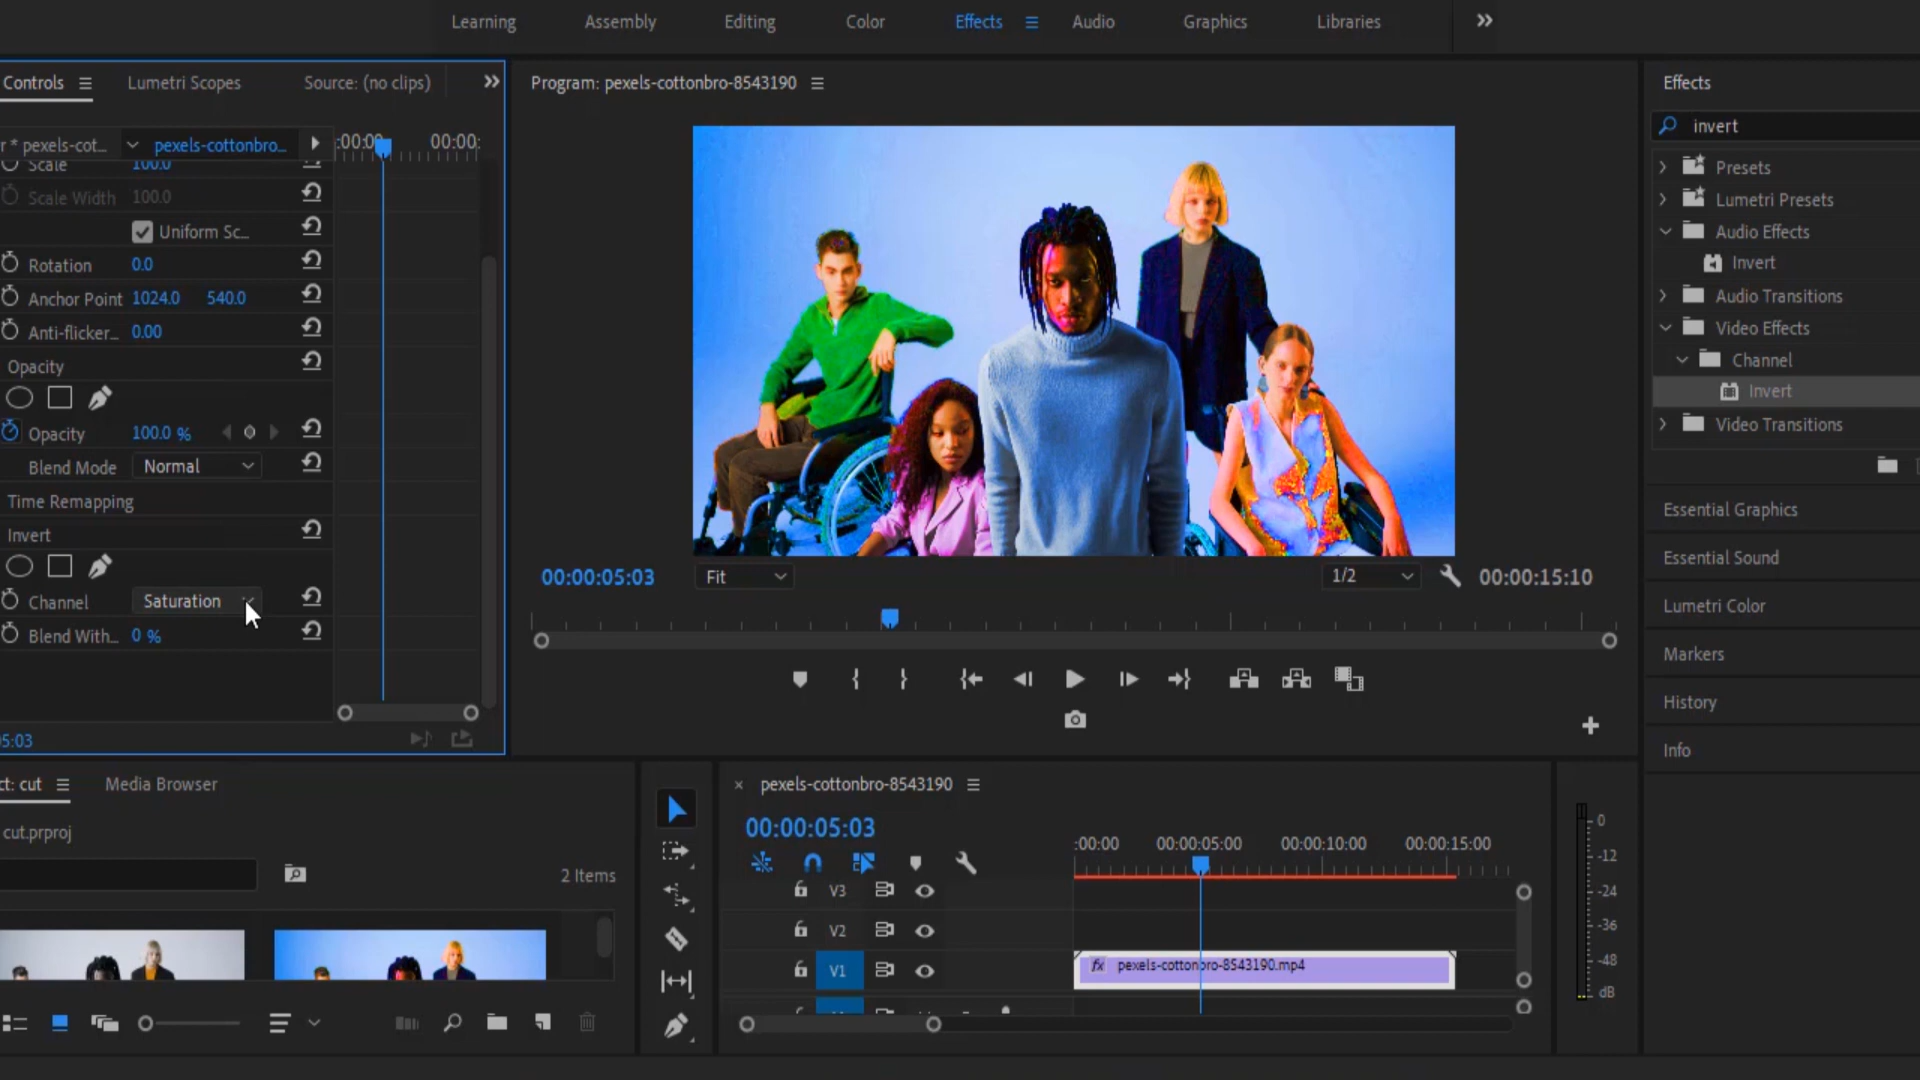 Learning Assembly Editing Color Effects Audio Graphics Libraries
Controls Lumetri Scopes Source: (no clips)
r * pexels-cot... pexels-cottonbro...
:00:00 00:00:
Scale 100.0
Scale Width 100.0
Uniform Sc...
Rotation 0.0
Anchor Point 1024.0 540.0
Anti-flicker... 0.00
Opacity
Opacity 100.0 %
Blend Mode Normal
Time Remapping
Invert
Channel Saturation
Blend With... 0 %
5:03
Program: pexels-cottonbro-8543190
00:00:05:03 Fit 1/2 00:00:15:10
Effects
invert
Presets
Lumetri Presets
Audio Effects
Invert
Audio Transitions
Video Effects
Channel
Invert
Video Transitions
Essential Graphics
Essential Sound
Lumetri Color
Markers
History
Info
ct: cut Media Browser
cut.prproj
2 Items
× pexels-cottonbro-8543190
00:00:05:03
:00:00 00:00:05:00 00:00:10:00 00:00:15:00
V3
V2
V1
fx pexels-cottonbro-8543190.mp4
0
-12
-24
-36
-48
dB